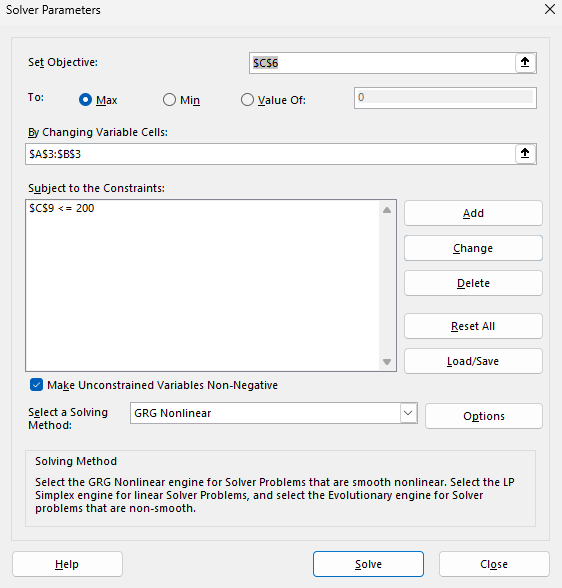 Solver Parameters
Set Objective:
$C$6
To:
Max
Min
Value Of:
0
By Changing Variable Cells:
$A$3:$B$3
Subject to the Constraints:
$C$9 <= 200
Add
Change
Delete
Reset All
Load/Save
Make Unconstrained Variables Non-Negative
Select a Solving
Method:
GRG Nonlinear
Options
Solving Method
Select the GRG Nonlinear engine for Solver Problems that are smooth nonlinear. Select the LP
Simplex engine for linear Solver Problems, and select the Evolutionary engine for Solver
problems that are non-smooth.
Help
Solve
Close